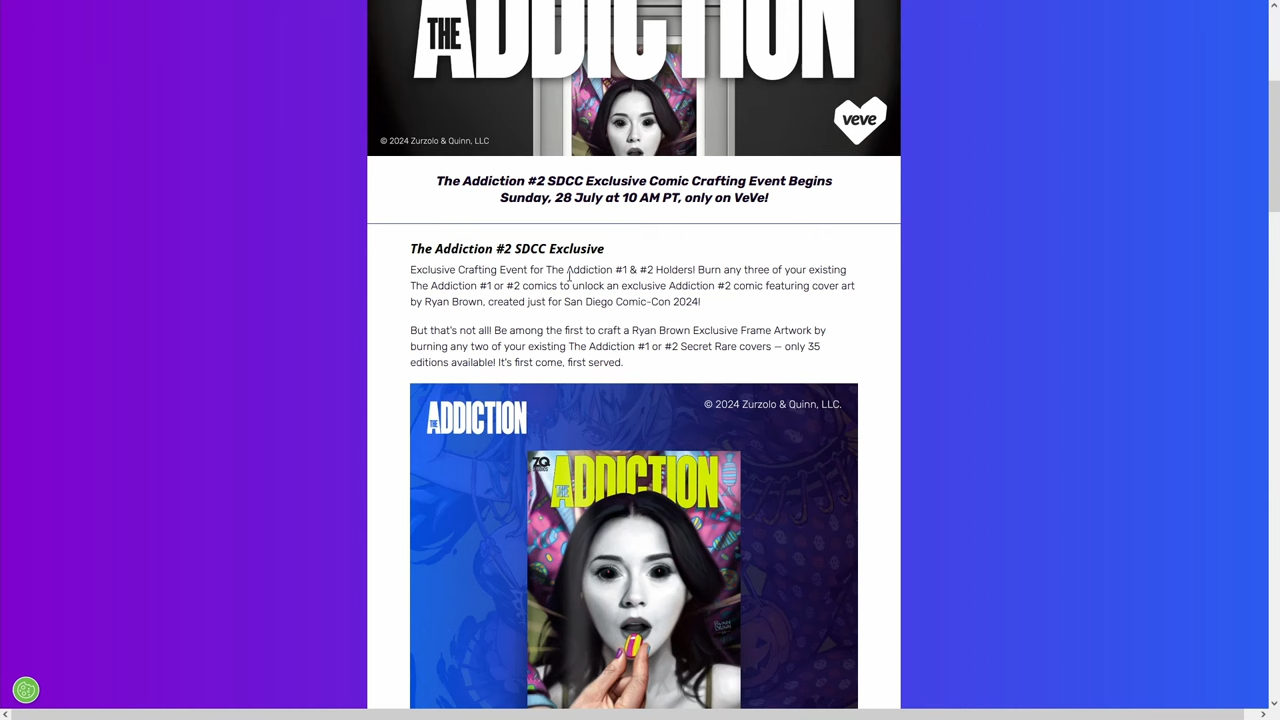 THE ADDICTION
veve
© 2024 Zurzolo & Quinn, LLC
The Addiction #2 SDCC Exclusive Comic Crafting Event Begins
Sunday, 28 July at 10 AM PT, only on VeVe!
The Addiction #2 SDCC Exclusive
Exclusive Crafting Event for The Addiction #1 & #2 Holders! Burn any three of your existing
The Addiction #1 or #2 comics to unlock an exclusive Addiction #2 comic featuring cover art
by Ryan Brown, created just for San Diego Comic-Con 2024!
But that's not all! Be among the first to craft a Ryan Brown Exclusive Frame Artwork by
burning any two of your existing The Addiction #1 or #2 Secret Rare covers — only 35
editions available! It's first come, first served.
THE ADDICTION
© 2024 Zurzolo & Quinn, LLC.
ZQ
THE ADDICTION